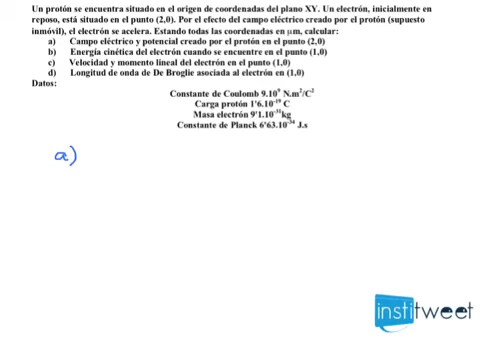 Un protón se encuentra situado en el origen de coordenadas del plano XY. Un electrón, inicialmente en
reposo, está situado en el punto (2,0). Por el efecto del campo eléctrico creado por el protón (supuesto
inmóvil), el electrón se acelera. Estando todas las coordenadas en μm, calcular:
a) Campo eléctrico y potencial creado por el protón en el punto (2,0)
b) Energía cinética del electrón cuando se encuentre en el punto (1,0)
c) Velocidad y momento lineal del electrón en el punto (1,0)
d) Longitud de onda de De Broglie asociada al electrón en (1,0)
Datos:
Constante de Coulomb 9.10⁹ N.m²/C²
Carga protón 1'6.10⁻¹⁹ C
Masa electrón 9'1.10⁻³¹kg
Constante de Planck 6'63.10⁻³⁴ J.s
a)
institweet